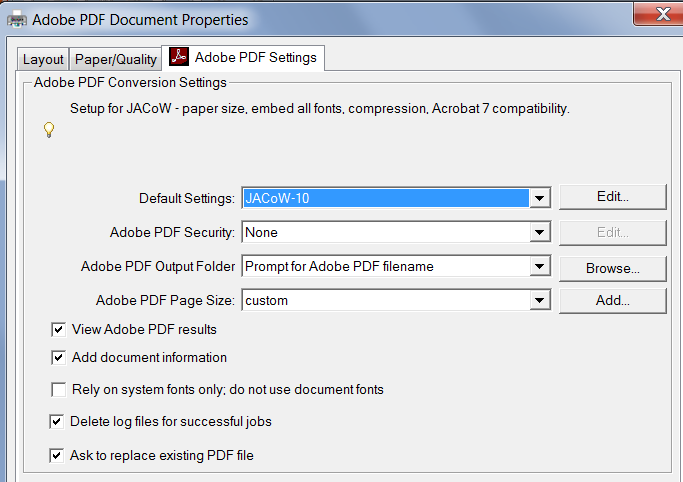 Adobe PDF Document Properties
X
Layout Paper/Quality Adobe PDF Settings
Adobe PDF Conversion Settings
Setup for JACoW - paper size, embed all fonts, compression, Acrobat 7 compatibility.
Default Settings: JACoW-10 Edit...
Adobe PDF Security: None Edit...
Adobe PDF Output Folder Prompt for Adobe PDF filename Browse...
Adobe PDF Page Size: custom Add...
View Adobe PDF results
Add document information
Rely on system fonts only; do not use document fonts
Delete log files for successful jobs
Ask to replace existing PDF file